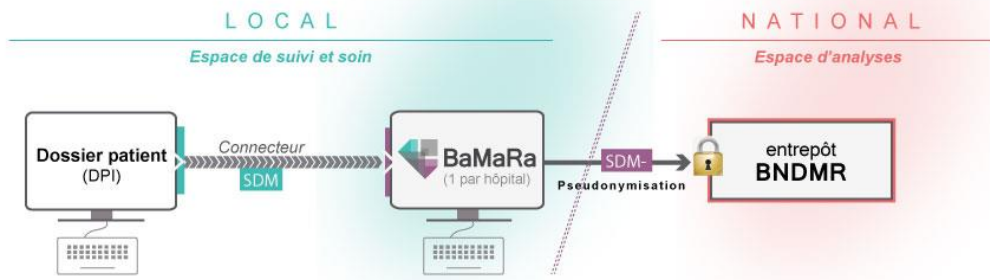 LOCAL
NATIONAL
Espace de suivi et soin
Espace d'analyses
Dossier patient
(DPI)
Connecteur
SDM
BaMaRa
(1 par hôpital)
SDM-
Pseudonymisation
entrepôt
BNDMR